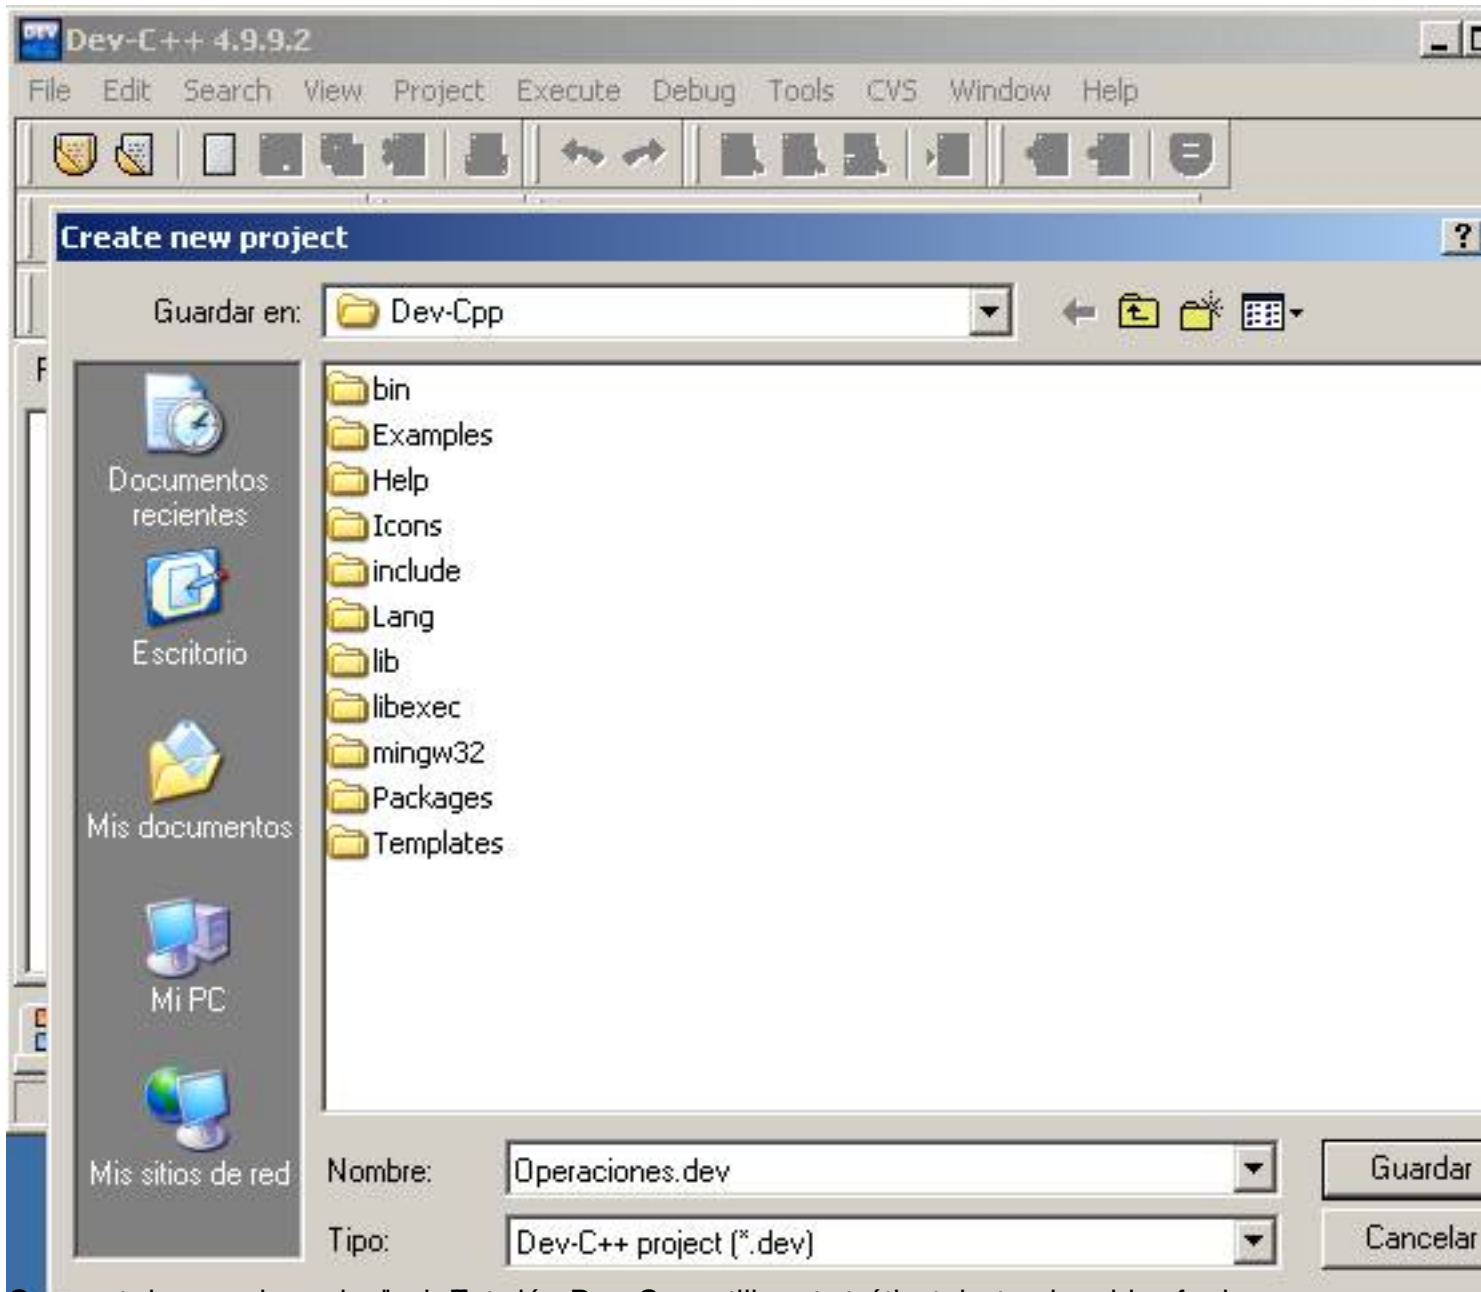 Dev-C++ 4.9.9.2
File Edit Search View Project Execute Debug Tools CVS Window Help
Create new project
Guardar en: Dev-Cpp
Documentos recientes
Escritorio
Mis documentos
Mi PC
Mis sitios de red
bin
Examples
Help
Icons
include
Lang
lib
libexec
mingw32
Packages
Templates
Nombre: Operaciones.dev Guardar
Tipo: Dev-C++ project (*.dev) Cancelar